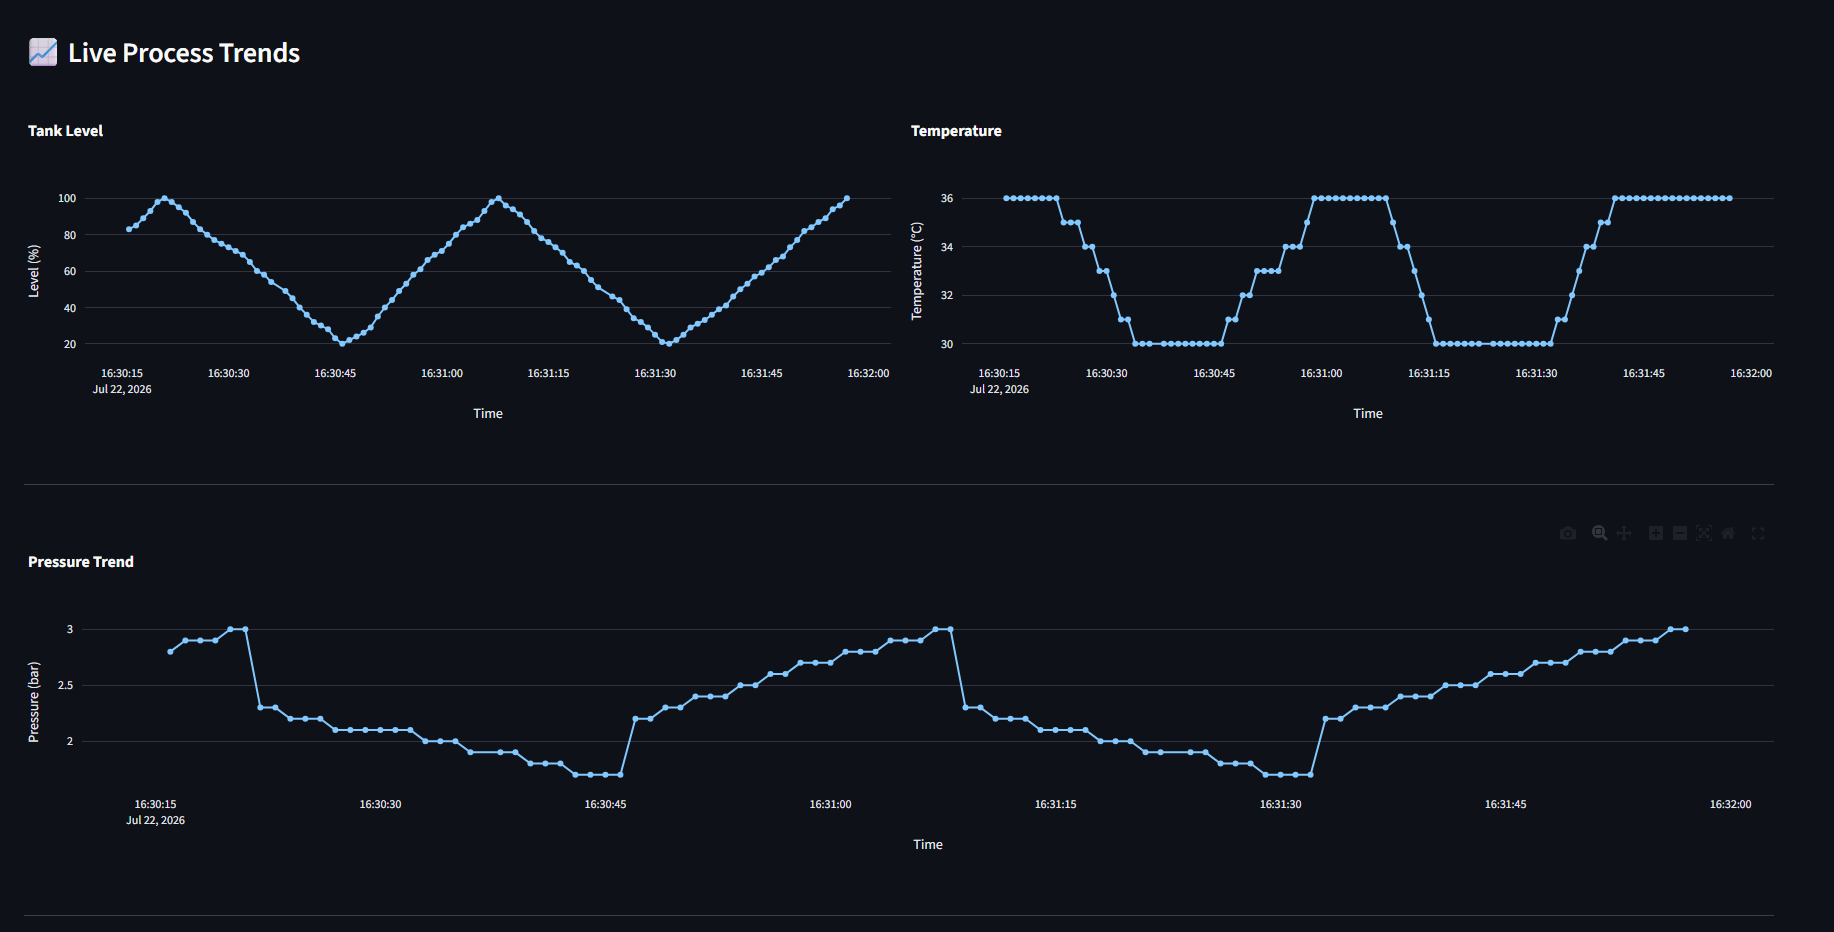 Live Process Trends
Tank Level
Level (%)
100
80
60
40
20
16:30:15 16:30:30 16:30:45 16:31:00 16:31:15 16:31:30 16:31:45 16:32:00
Jul 22, 2026
Time
Temperature
Temperature (°C)
36
34
32
30
16:30:15 16:30:30 16:30:45 16:31:00 16:31:15 16:31:30 16:31:45 16:32:00
Jul 22, 2026
Time
Pressure Trend
Pressure (bar)
3
2.5
2
16:30:15 16:30:30 16:30:45 16:31:00 16:31:15 16:31:30 16:31:45 16:32:00
Jul 22, 2026
Time